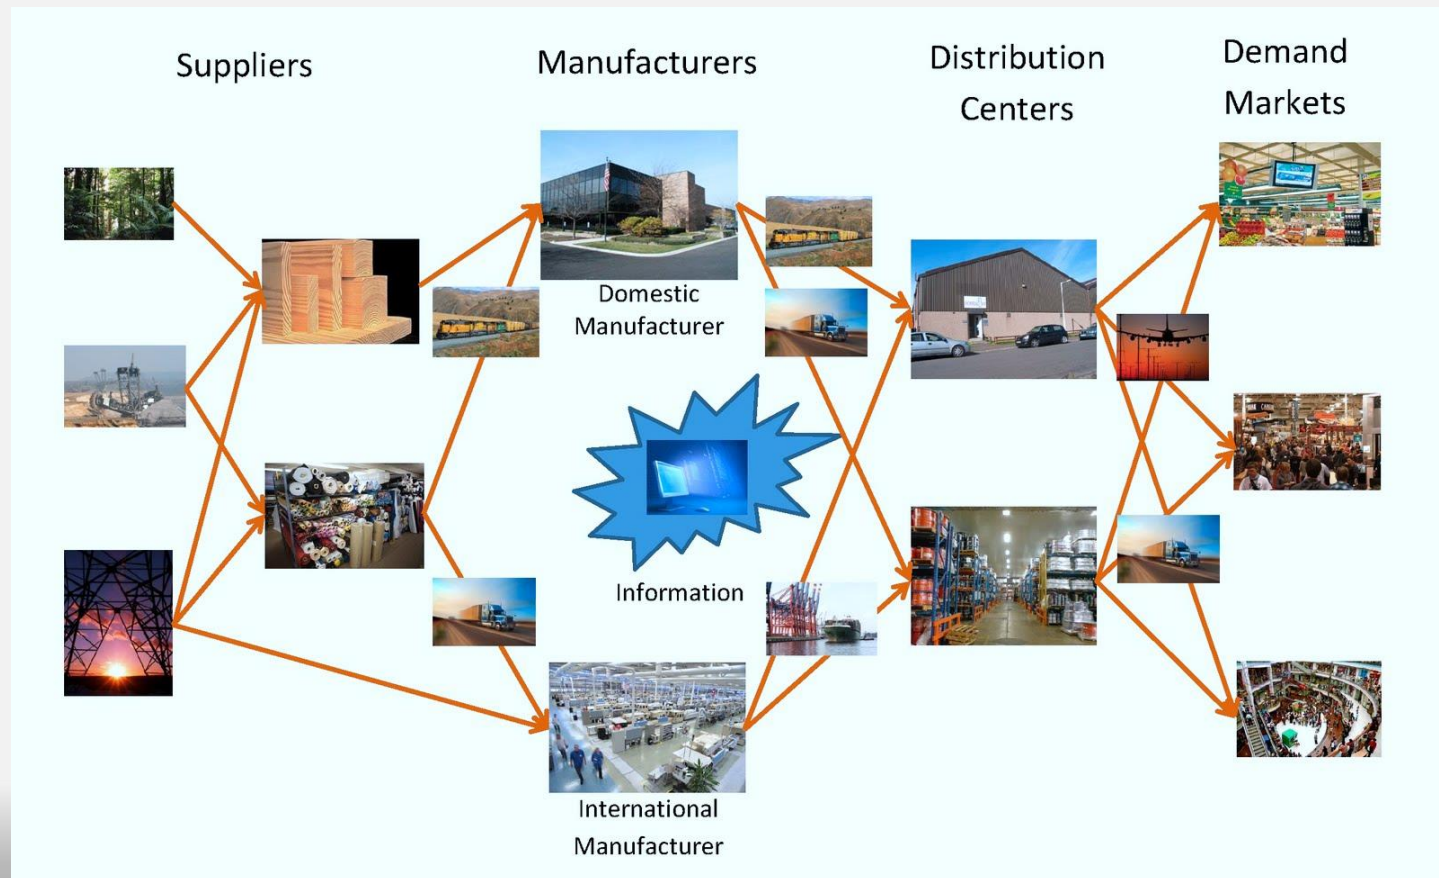 Suppliers
Manufacturers
Distribution
Centers
Demand
Markets
Domestic
Manufacturer
Information
International
Manufacturer